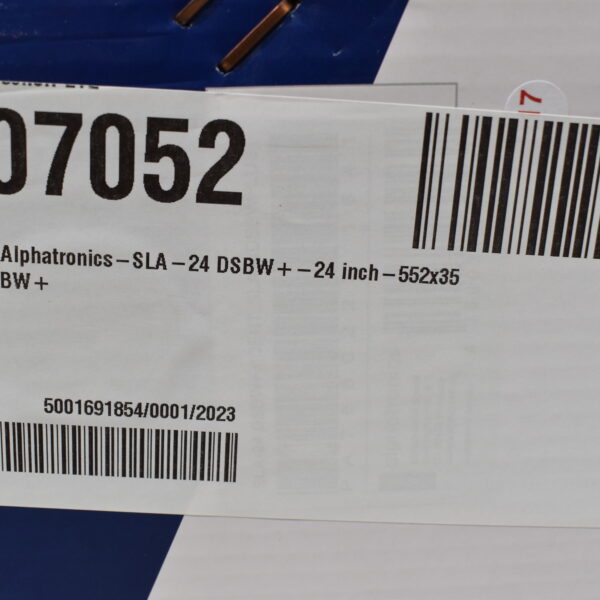 07052
Alphatronics–SLA–24 DSBW+–24 inch–552x35
BW+
5001691854/0001/2023